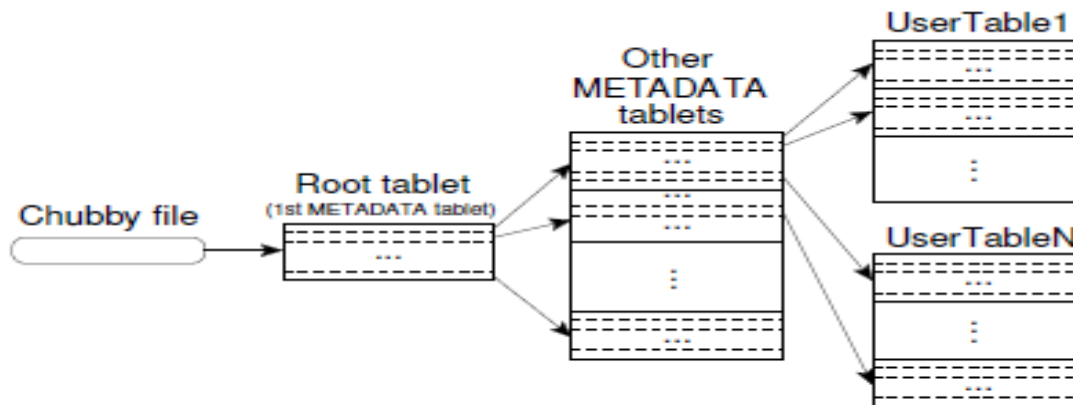 UserTable1
Other
METADATA
tablets
Root tablet
(1st METADATA tablet)
Chubby file
UserTableN